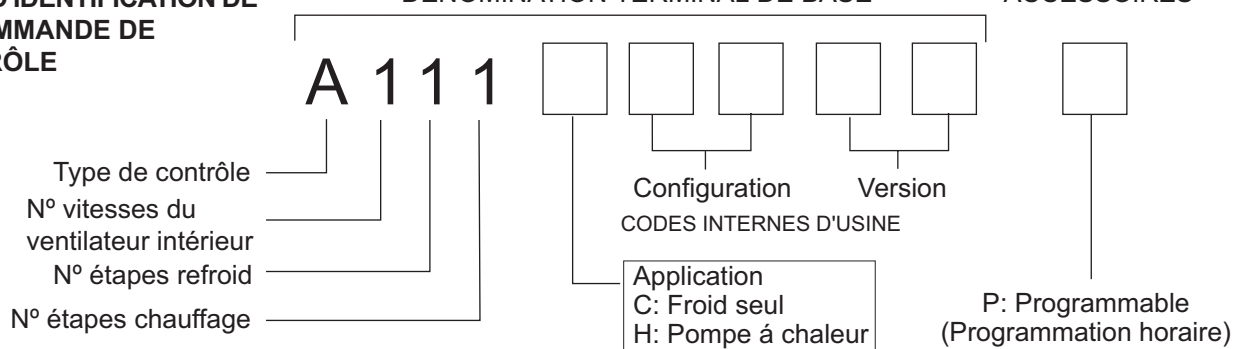 IDENTIFICATION DE
DÉNOMINATION TERMINAL DE BASE
ACCESSOIRES
MMANDE DE
RÔLE
A 1 1 1
Type de contrôle
Nº vitesses du
ventilateur intérieur
Nº étapes refroid
Nº étapes chauffage
Configuration
Version
CODES INTERNES D'USINE
Application
C: Froid seul
H: Pompe á chaleur
P: Programmable
(Programmation horaire)